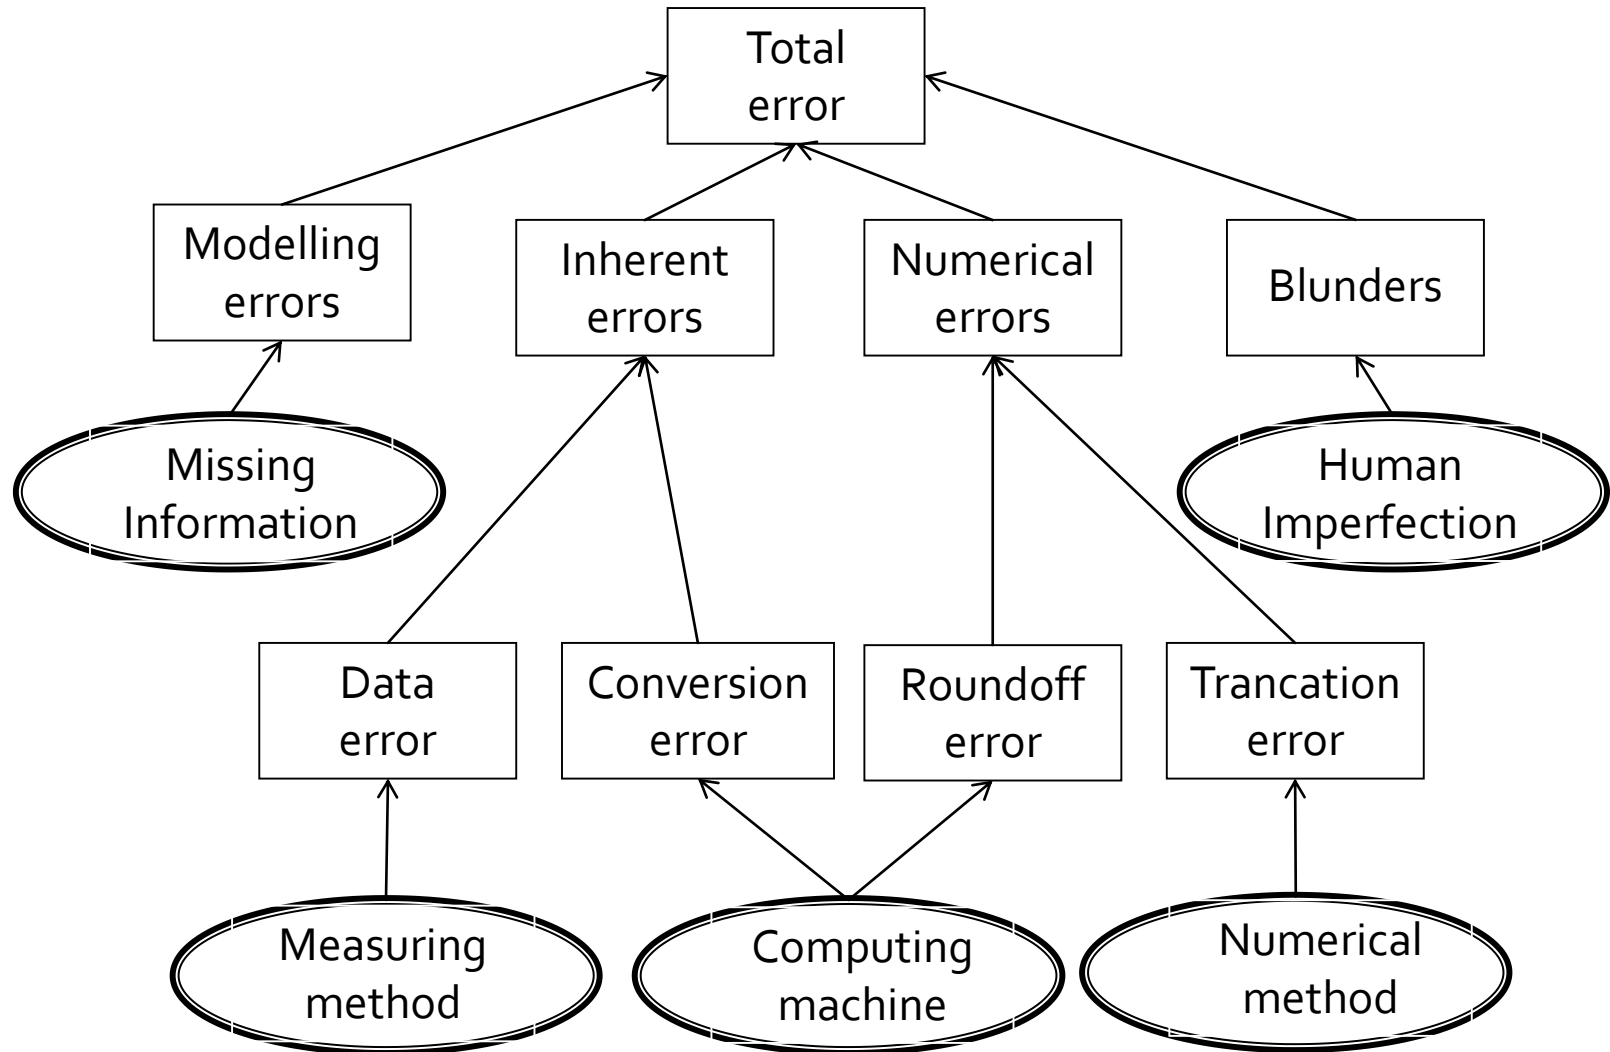 Total
error
Modelling
errors
Inherent
errors
Numerical
errors
Blunders
Missing
Information
Human
Imperfection
Data
error
Conversion
error
Roundoff
error
Trancation
error
Measuring
method
Computing
machine
Numerical
method